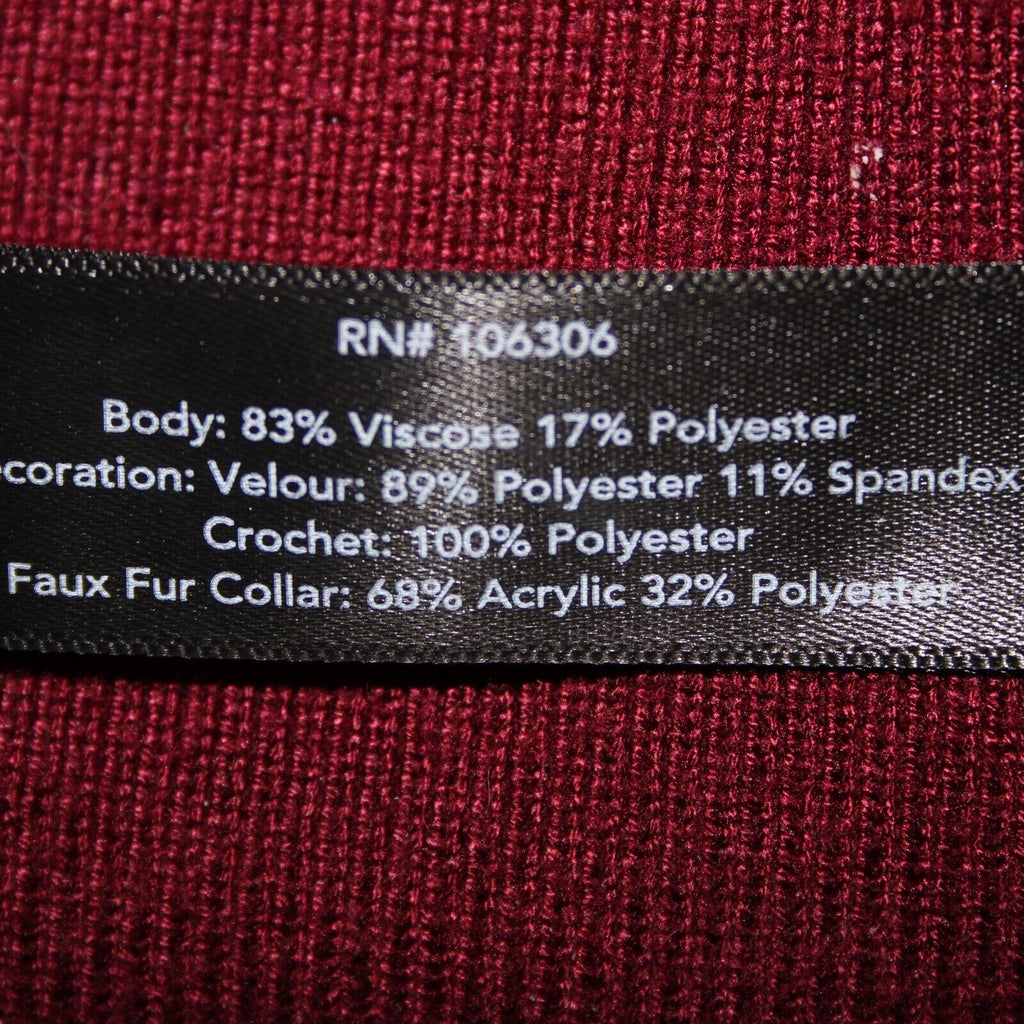 RN# 106306
Body: 83% Viscose 17% Polyester
coration: Velour: 89% Polyester 11% Spandex,
Crochet: 100% Polyester
Faux Fur Collar: 68% Acrylic 32% Polyester